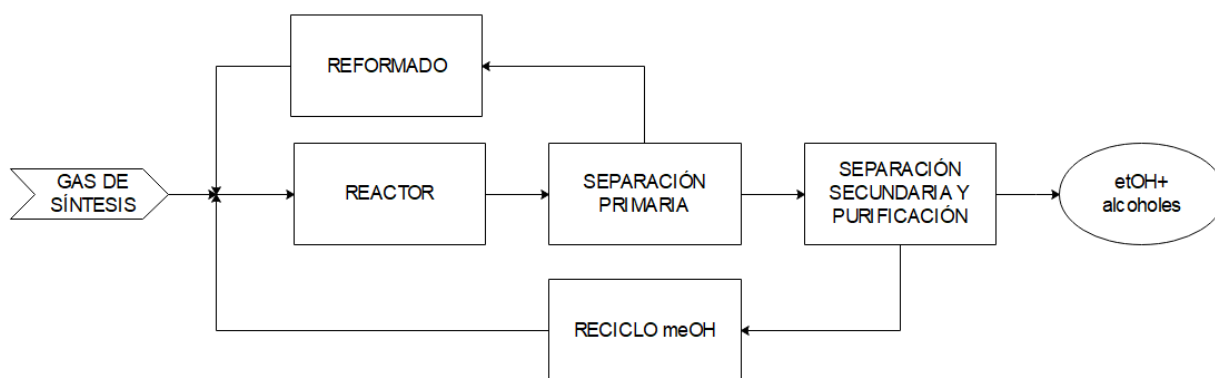 REFORMADO
GAS DE
SÍNTESIS
REACTOR
SEPARACIÓN
PRIMARIA
SEPARACIÓN
SECUNDARIA Y
PURIFICACIÓN
etOH+
alcoholes
RECICLO meOH